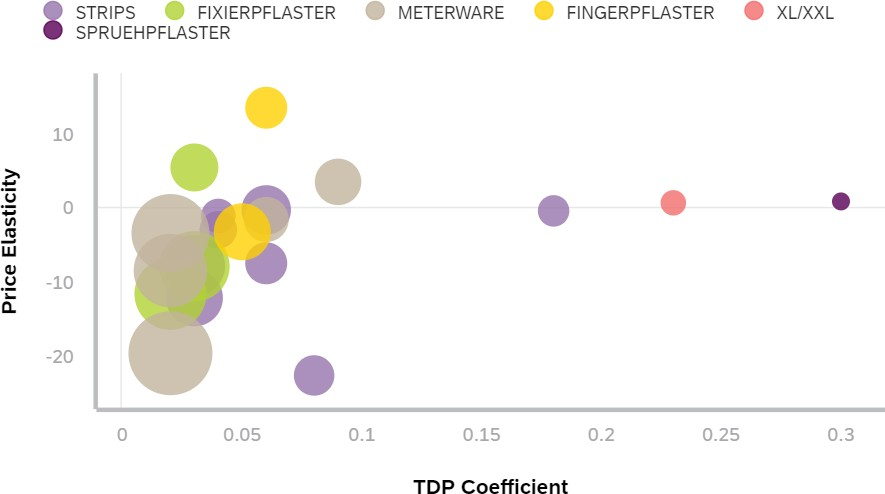 STRIPS FIXIERPFLASTER METERWARE FINGERPFLASTER XL/XXL
SPRUEHPFLASTER
10
0
-10
-20
Price Elasticity
0 0.05 0.1 0.15 0.2 0.25 0.3
TDP Coefficient